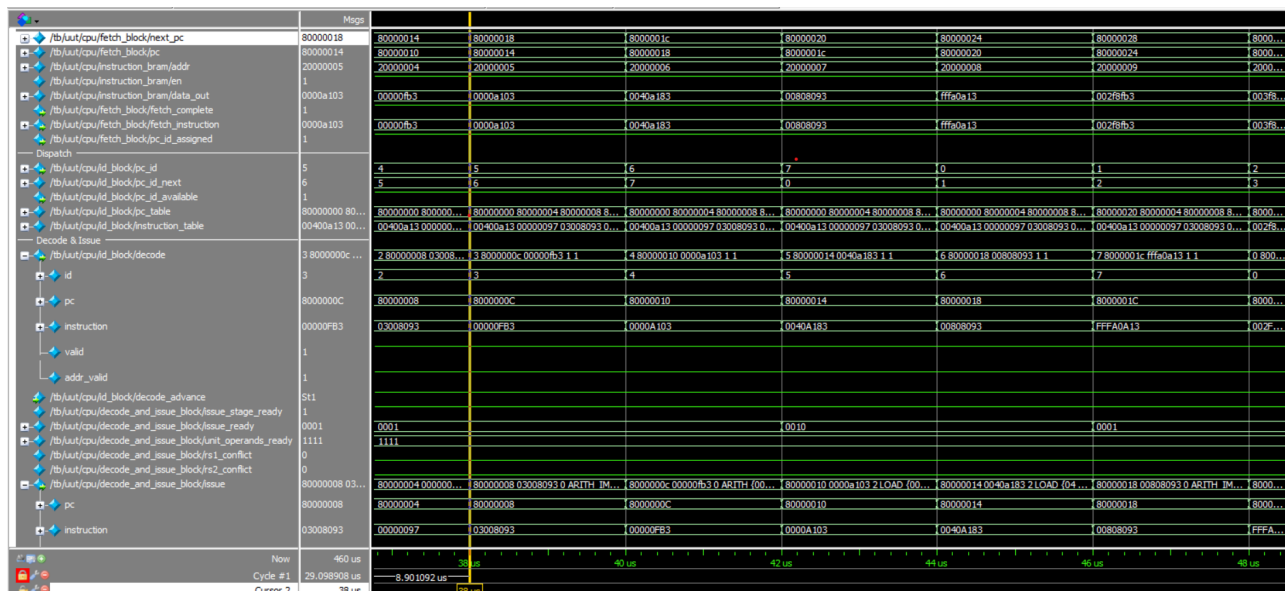 Msgs
/tb/uut/cpu/fetch_block/next_pc 80000018 80000014 80000018 8000001c 80000020 80000024 80000028 8000...
/tb/uut/cpu/fetch_block/pc 80000014 80000010 80000014 80000018 8000001c 80000020 80000024 8000...
/tb/uut/cpu/instruction_bram/addr 20000005 20000004 20000005 20000006 20000007 20000008 20000009 2000...
/tb/uut/cpu/instruction_bram/en 1
/tb/uut/cpu/instruction_bram/data_out 0000a103 00000fb3 0000a103 0040a183 00808093 fffa0a13 002f8fb3 003f8...
/tb/uut/cpu/fetch_block/fetch_complete 1
/tb/uut/cpu/fetch_block/fetch_instruction 0000a103 00000fb3 0000a103 0040a183 00808093 fffa0a13 002f8fb3 003f8...
/tb/uut/cpu/fetch_block/pc_id_assigned 1
Dispatch
/tb/uut/cpu/id_block/pc_id 5 4 5 6 7 0 1 2
/tb/uut/cpu/id_block/pc_id_next 6 5 6 7 0 1 2 3
/tb/uut/cpu/id_block/pc_id_available 1
/tb/uut/cpu/id_block/pc_table 80000000 80... 80000000 800000... 80000000 80000004 80000008 8... 80000000 80000004 80000008 8... 80000000 80000004 80000008 8... 80000000 80000004 80000008 8... 80000020 80000004 80000008 8... 8000...
/tb/uut/cpu/id_block/instruction_table 00400a13 00... 00400a13 000000... 00400a13 00000097 03008093 0... 00400a13 00000097 03008093 0... 00400a13 00000097 03008093 0... 00400a13 00000097 03008093 0... 00400a13 00000097 03008093 0... 002f8...
Decode & Issue
/tb/uut/cpu/id_block/decode 3 8000000c ... 2 80000008 03008... 3 8000000c 00000fb3 1 1 4 80000010 0000a103 1 1 5 80000014 0040a183 1 1 6 80000018 00808093 1 1 7 8000001c fffa0a13 1 1 0 800...
id 3 2 3 4 5 6 7 0
pc 8000000C 80000008 8000000C 80000010 80000014 80000018 8000001C 8000...
instruction 00000FB3 03008093 00000FB3 0000A103 0040A183 00808093 FFFA0A13 002F...
valid 1
addr_valid 1
/tb/uut/cpu/id_block/decode_advance St1
/tb/uut/cpu/decode_and_issue_block/issue_stage_ready 1
/tb/uut/cpu/decode_and_issue_block/issue_ready 0001 0001 0010 0001
/tb/uut/cpu/decode_and_issue_block/unit_operands_ready 1111 1111
/tb/uut/cpu/decode_and_issue_block/rs1_conflict 0
/tb/uut/cpu/decode_and_issue_block/rs2_conflict 0
/tb/uut/cpu/decode_and_issue_block/issue 80000008 03... 80000004 000000... 80000008 03008093 0 ARITH_IM... 8000000c 00000fb3 0 ARITH {00... 80000010 0000a103 2 LOAD {00... 80000014 0040a183 2 LOAD {04 ... 80000018 00808093 0 ARITH_IM... 8000...
pc 80000008 80000004 80000008 8000000C 80000010 80000014 80000018 8000...
instruction 03008093 00000097 03008093 00000FB3 0000A103 0040A183 00808093 FFFA...
Now 460 us 38 us 40 us 42 us 44 us 46 us 48 us
Cycle #1 29.098908 us 8.901092 us
Cursor 2 38 us 38 us